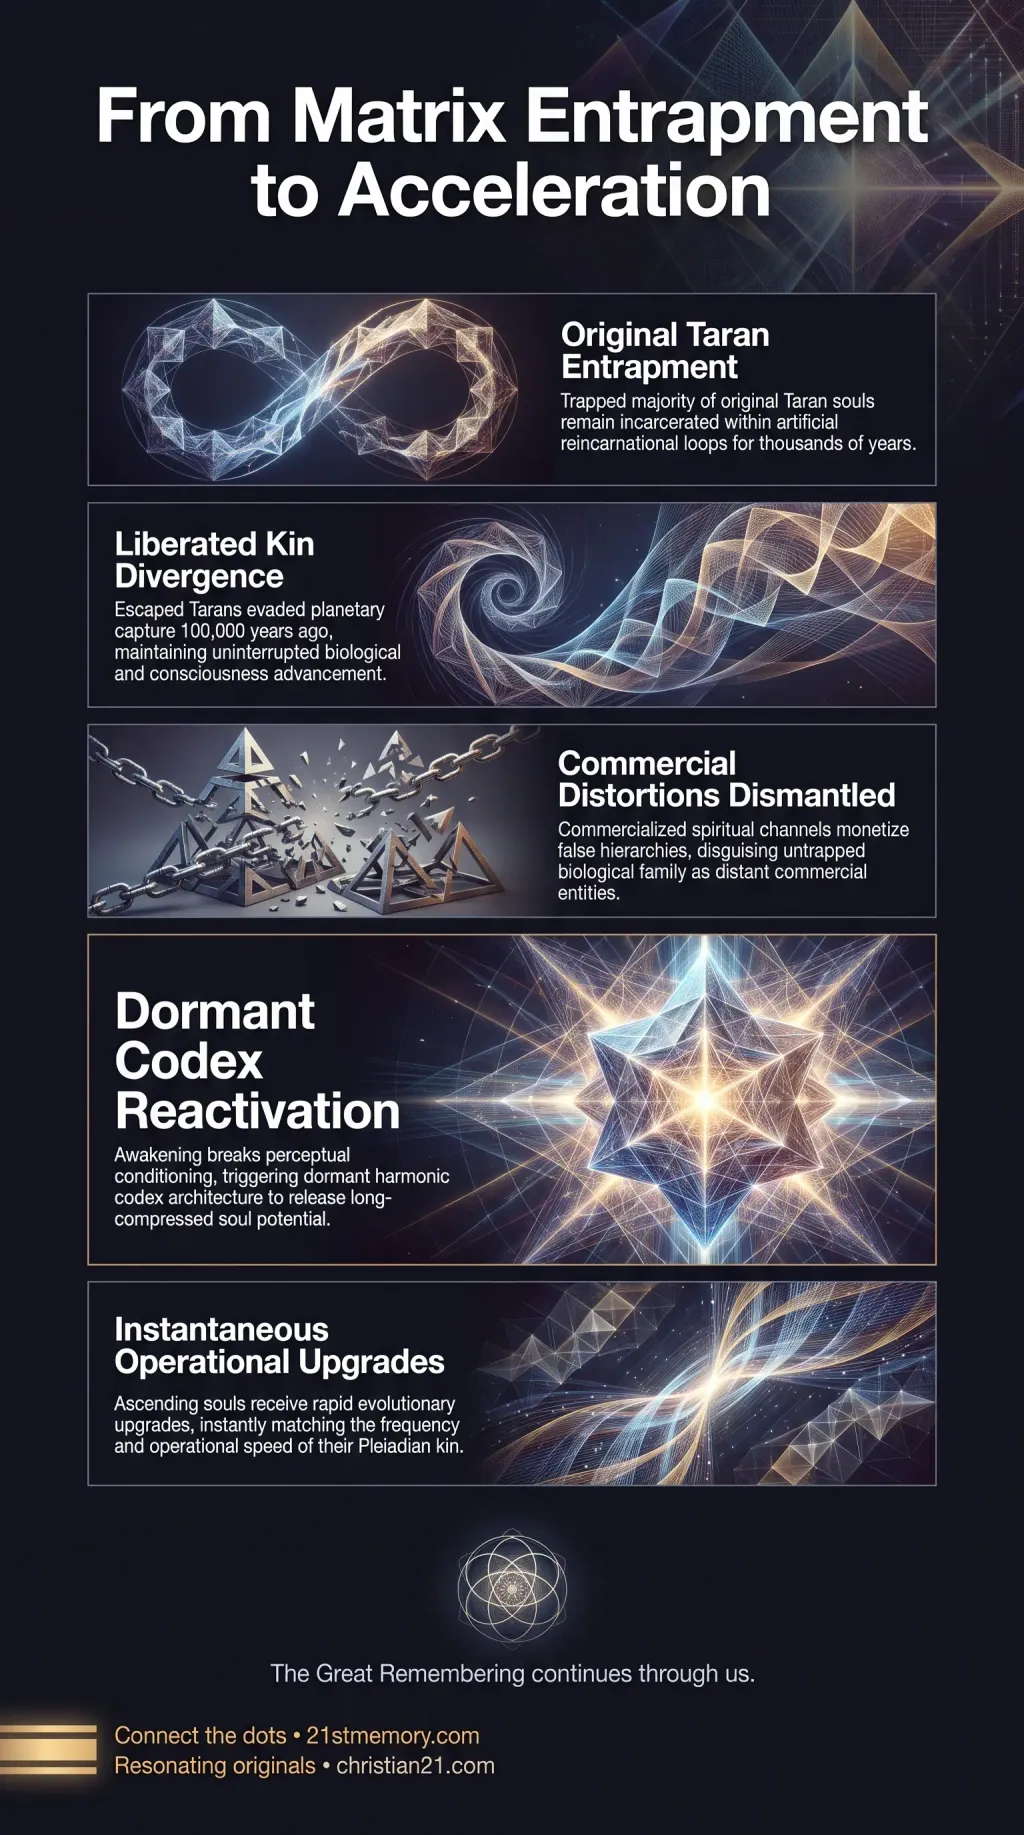 From Matrix Entrapment
to Acceleration
Original Taran
Entrapment
Trapped majority of original Taran souls
remain incarcerated within artificial
reincarnational loops for thousands of years.
Liberated Kin
Divergence
Escaped Tarans evaded planetary
capture 100,000 years ago,
maintaining uninterrupted biological
and consciousness advancement.
Commercial
Distortions Dismantled
Commercialized spiritual channels monetize
false hierarchies, disguising untrapped
biological family as distant commercial
entities.
Dormant
Codex
Reactivation
Awakening breaks perceptual
conditioning, triggering dormant harmonic
codex architecture to release long-
compressed soul potential.
Instantaneous
Operational Upgrades
Ascending souls receive rapid evolutionary
upgrades, instantly matching the frequency
and operational speed of their Pleiadian kin.
The Great Remembering continues through us.
Connect the dots • 21stmemory.com
Resonating originals • christian21.com